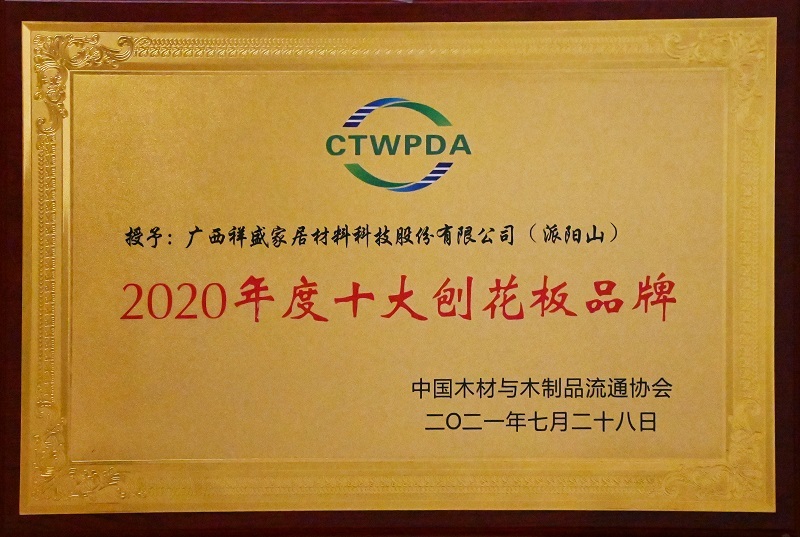 CTWPDA
授予：广西祥盛家居材料科技股份有限公司（派阳山）
2020年度十大刨花板品牌
中国木材与木制品流通协会
二〇二一年七月二十八日